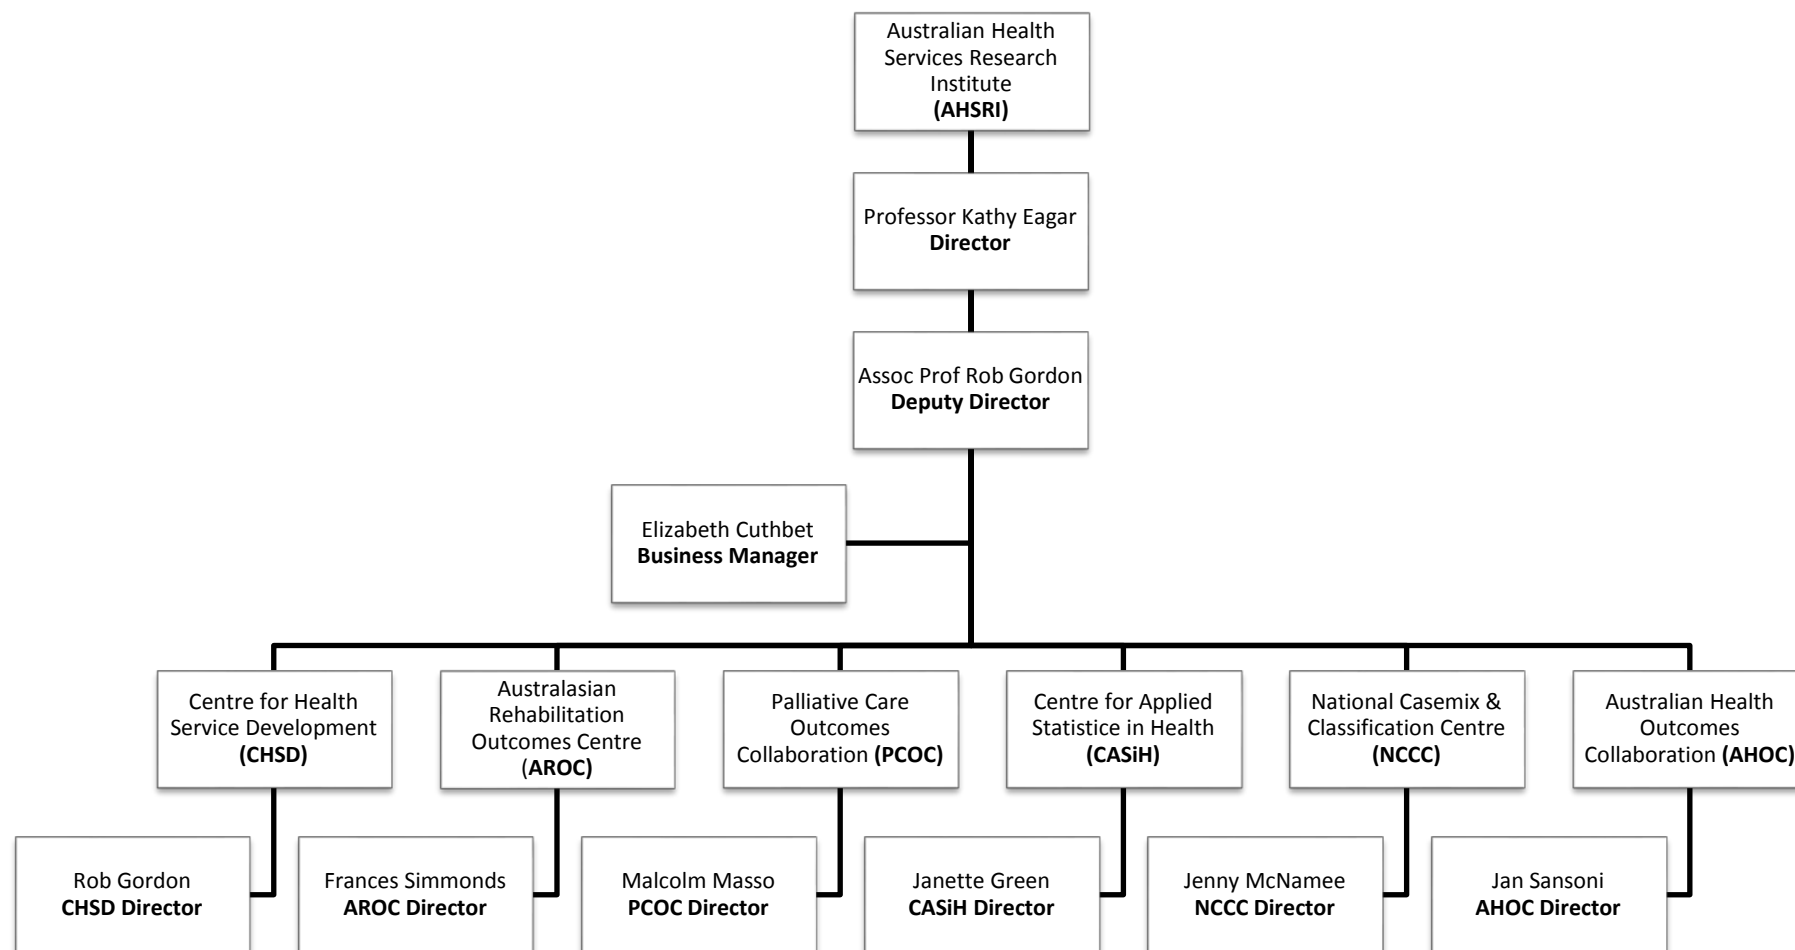 Australian Health
Services Research
Institute
(AHSRI)
Professor Kathy Eagar
Director
Assoc Prof Rob Gordon
Deputy Director
Elizabeth Cuthbet
Business Manager
Centre for Health
Service Development
(CHSD)
Australasian
Rehabilitation
Outcomes Centre
(AROC)
Palliative Care
Outcomes
Collaboration (PCOC)
Centre for Applied
Statistice in Health
(CASiH)
National Casemix &
Classification Centre
(NCCC)
Australian Health
Outcomes
Collaboration (AHOC)
Rob Gordon
CHSD Director
Frances Simmonds
AROC Director
Malcolm Masso
PCOC Director
Janette Green
CASiH Director
Jenny McNamee
NCCC Director
Jan Sansoni
AHOC Director